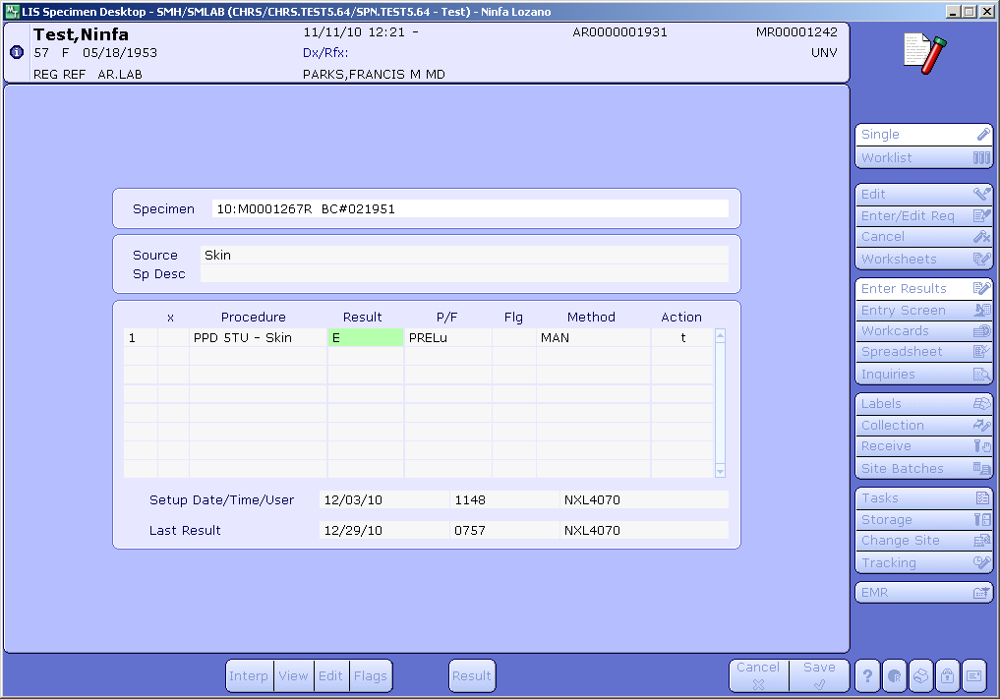 LIS Specimen Desktop - SMH/SMLAB (CHRS/CHRS.TEST5.64/SPN.TEST5.64 - Test) - Ninfa Lozano
Test,Ninfa 11/11/10 12:21 - AR0000001931 MR00001242
57 F 05/18/1953 Dx/Rfx: UNV
REG REF AR.LAB PARKS,FRANCIS M MD
Single
Worklist
Edit
Enter/Edit Req
Cancel
Worksheets
Enter Results
Entry Screen
Workcards
Spreadsheet
Inquiries
Labels
Collection
Receive
Site Batches
Tasks
Storage
Change Site
Tracking
EMR
Specimen 10:M0001267R BC#021951
Source Skin
Sp Desc
x Procedure Result P/F Flg Method Action
1 PPD 5TU - Skin E PRELu MAN t
Setup Date/Time/User 12/03/10 1148 NXL4070
Last Result 12/29/10 0757 NXL4070
Interp View Edit Flags Result Cancel Save ?